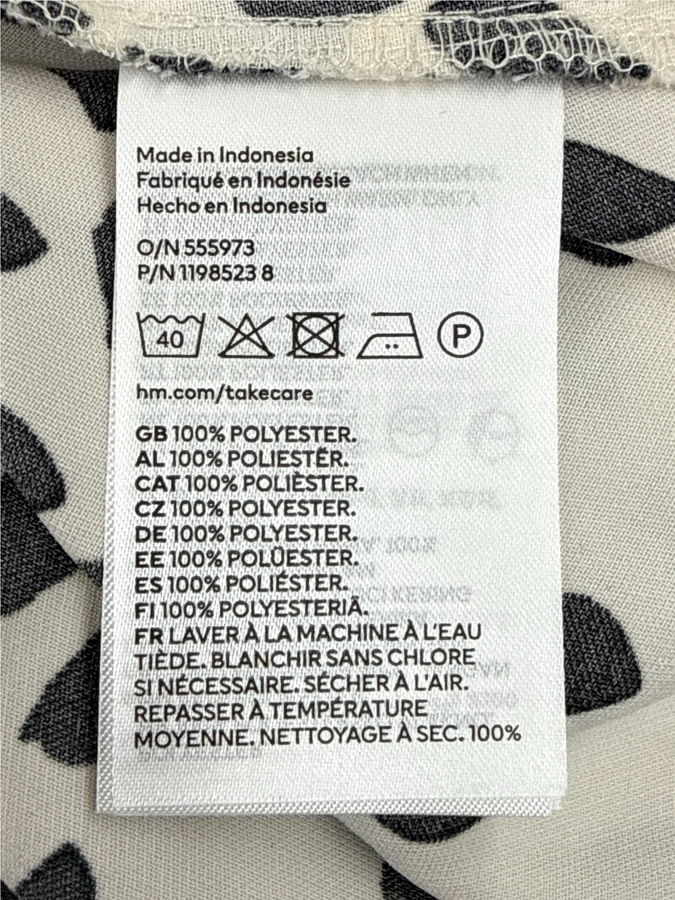 Made in Indonesia
Fabriqué en Indonésie
Hecho en Indonesia
O/N 555973
P/N 1198523 8
40 P
hm.com/takecare
GB 100% POLYESTER.
AL 100% POLIESTËR.
CAT 100% POLIÈSTER.
CZ 100% POLYESTER.
DE 100% POLYESTER.
EE 100% POLÜESTER.
ES 100% POLIÉSTER.
FI 100% POLYESTERIÄ.
FR LAVER À LA MACHINE À L'EAU
TIÈDE. BLANCHIR SANS CHLORE
SI NÉCESSAIRE. SÉCHER À L'AIR.
REPASSER À TEMPÉRATURE
MOYENNE. NETTOYAGE À SEC. 100%